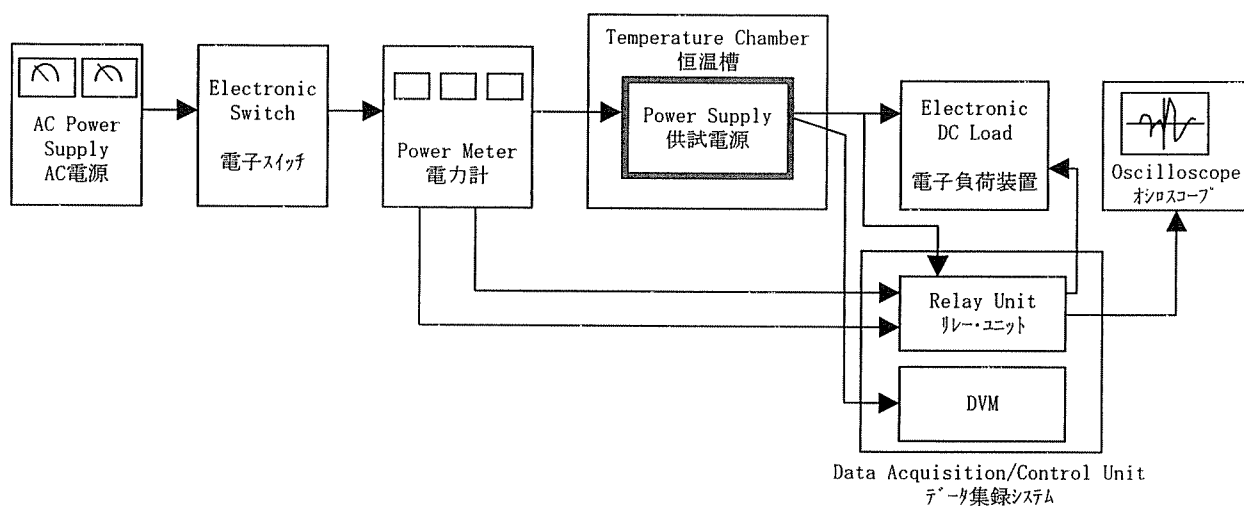 AC Power
Supply
AC電源
Electronic
Switch
電子スイッチ
Power Meter
電力計
Temperature Chamber
恒温槽
Power Supply
供試電源
Electronic
DC Load
電子負荷装置
Oscilloscope
オシロスコープ
Relay Unit
リレー・ユニット
DVM
Data Acquisition/Control Unit
データ集録システム